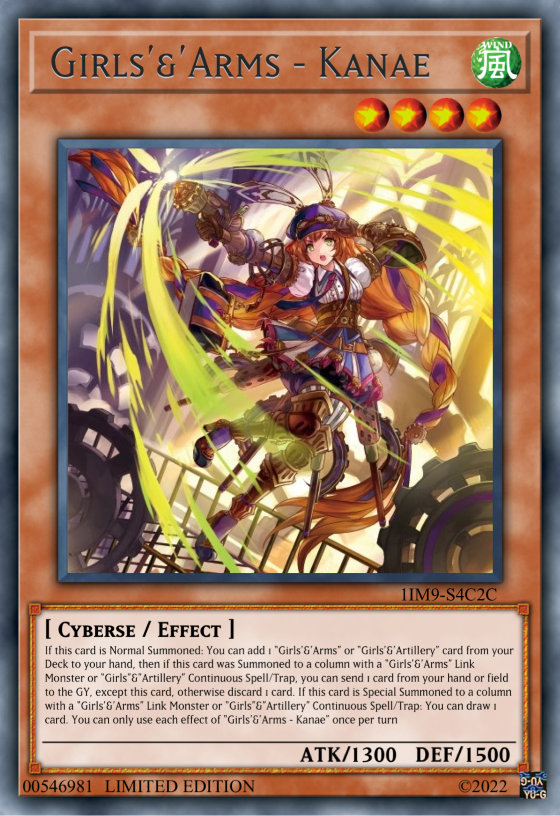 Girls'&'Arms - Kanae
WIND
風
1IM9-S4C2C
[ Cyberse / Effect ]
If this card is Normal Summoned: You can add 1 "Girls'&'Arms" or "Girls'&'Artillery" card from your
Deck to your hand, then if this card was Summoned to a column with a "Girls'&'Arms" Link
Monster or "Girls'&"Artillery" Continuous Spell/Trap, you can send 1 card from your hand or field
to the GY, except this card, otherwise discard 1 card. If this card is Special Summoned to a column
with a "Girls'&'Arms" Link Monster or "Girls"&"Artillery" Continuous Spell/Trap: You can draw 1
card. You can only use each effect of "Girls'&'Arms - Kanae" once per turn
ATK/1300 DEF/1500
00546981 LIMITED EDITION ©2022
YU-G